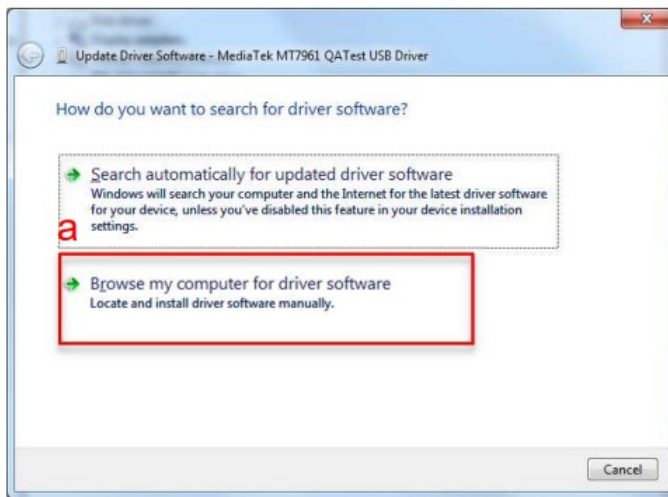 Update Driver Software - MediaTek MT7961 QATest USB Driver
How do you want to search for driver software?
Search automatically for updated driver software
Windows will search your computer and the Internet for the latest driver software
for your device, unless you've disabled this feature in your device installation
settings.
a
Browse my computer for driver software
Locate and install driver software manually.
Cancel